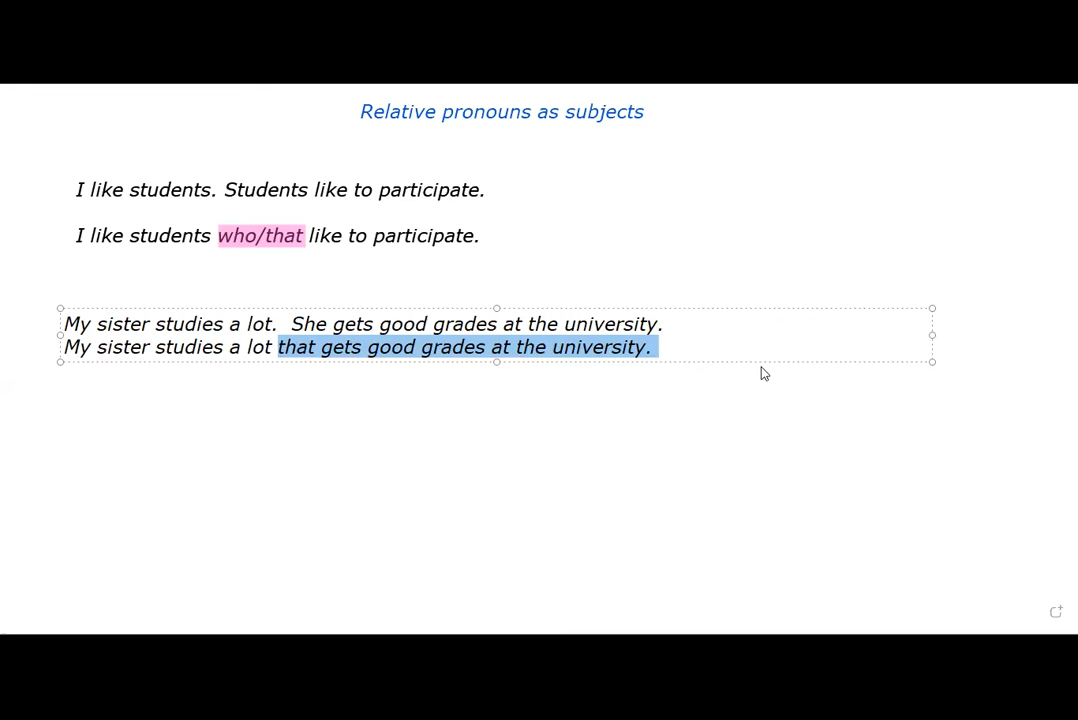 Relative pronouns as subjects
I like students. Students like to participate.
I like students who/that like to participate.
My sister studies a lot.  She gets good grades at the university.
My sister studies a lot that gets good grades at the university.